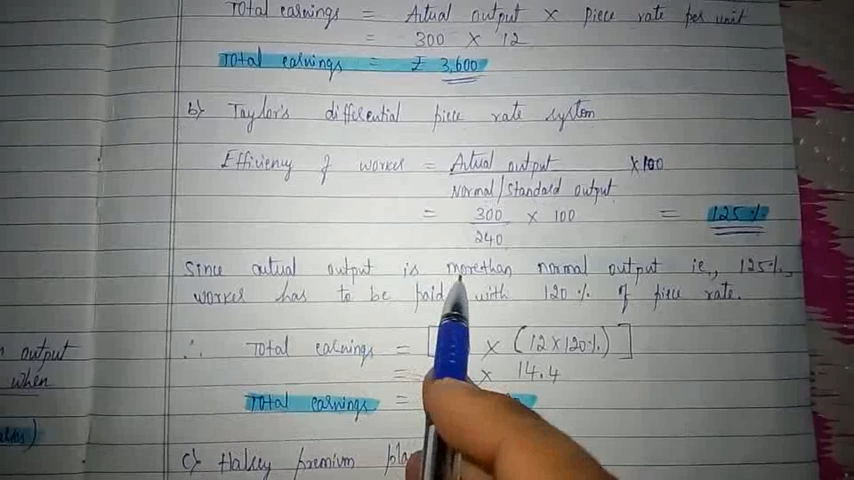 Total earnings = Actual output × piece rate per unit
= 300 × 12
Total earnings = ₹ 3,600
b) Taylor's differential piece rate system
Efficiency of worker = Actual output ×100
Normal/Standard output
= 300 × 100 = 125%
240
Since actual output is more than normal output ie., 125%,
worker has to be paid with 120% of piece rate.
∴ Total earnings = [ × (12×120%)]
= × 14.4
Total earnings =
c) Halsey premium
output
when